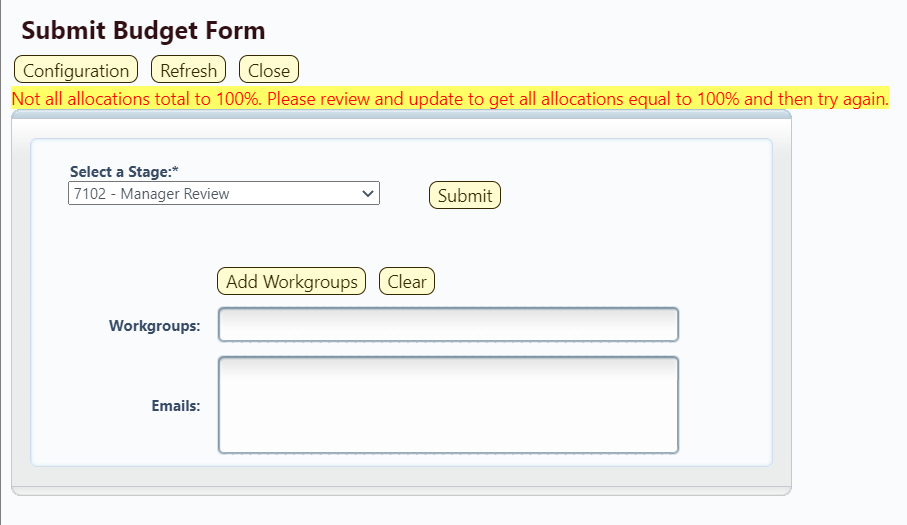 Submit Budget Form
Configuration Refresh Close
Not all allocations total to 100%. Please review and update to get all allocations equal to 100% and then try again.
Select a Stage:*
7102 - Manager Review Submit
Add Workgroups Clear
Workgroups:
Emails: